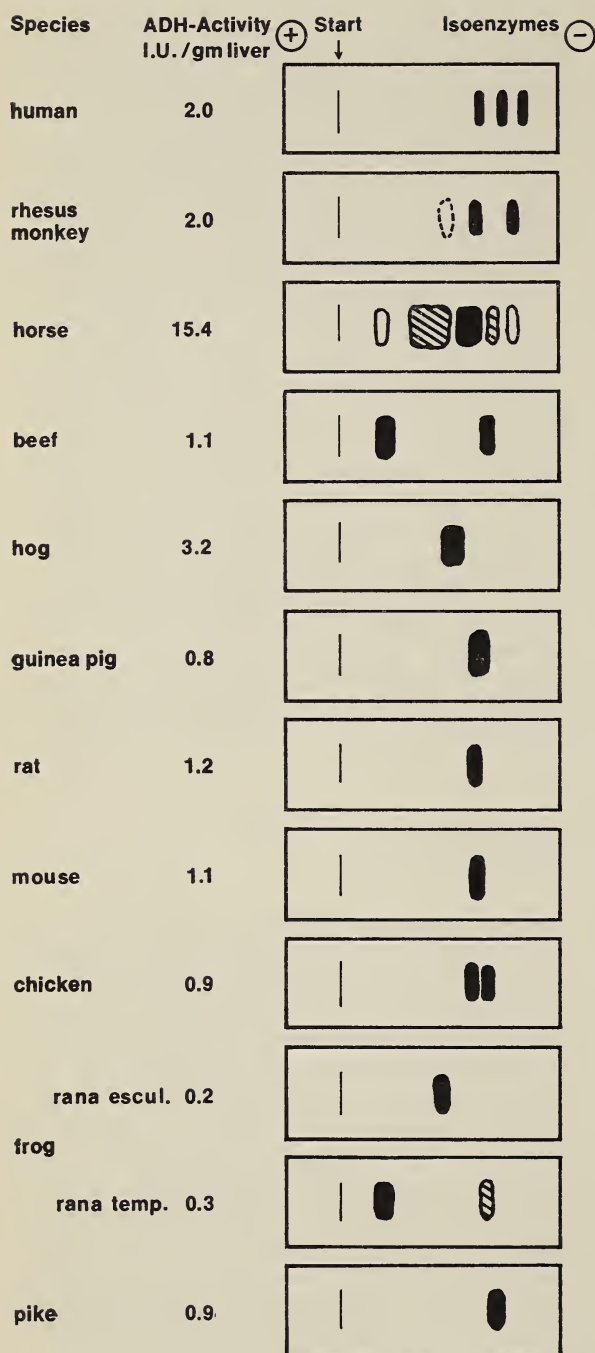 Species ADH-Activity + Start Isoenzymes −
I.U./gm liver
human 2.0
rhesus
monkey 2.0
horse 15.4
beef 1.1
hog 3.2
guinea pig 0.8
rat 1.2
mouse 1.1
chicken 0.9
rana escul. 0.2
frog
rana temp. 0.3
pike 0.9